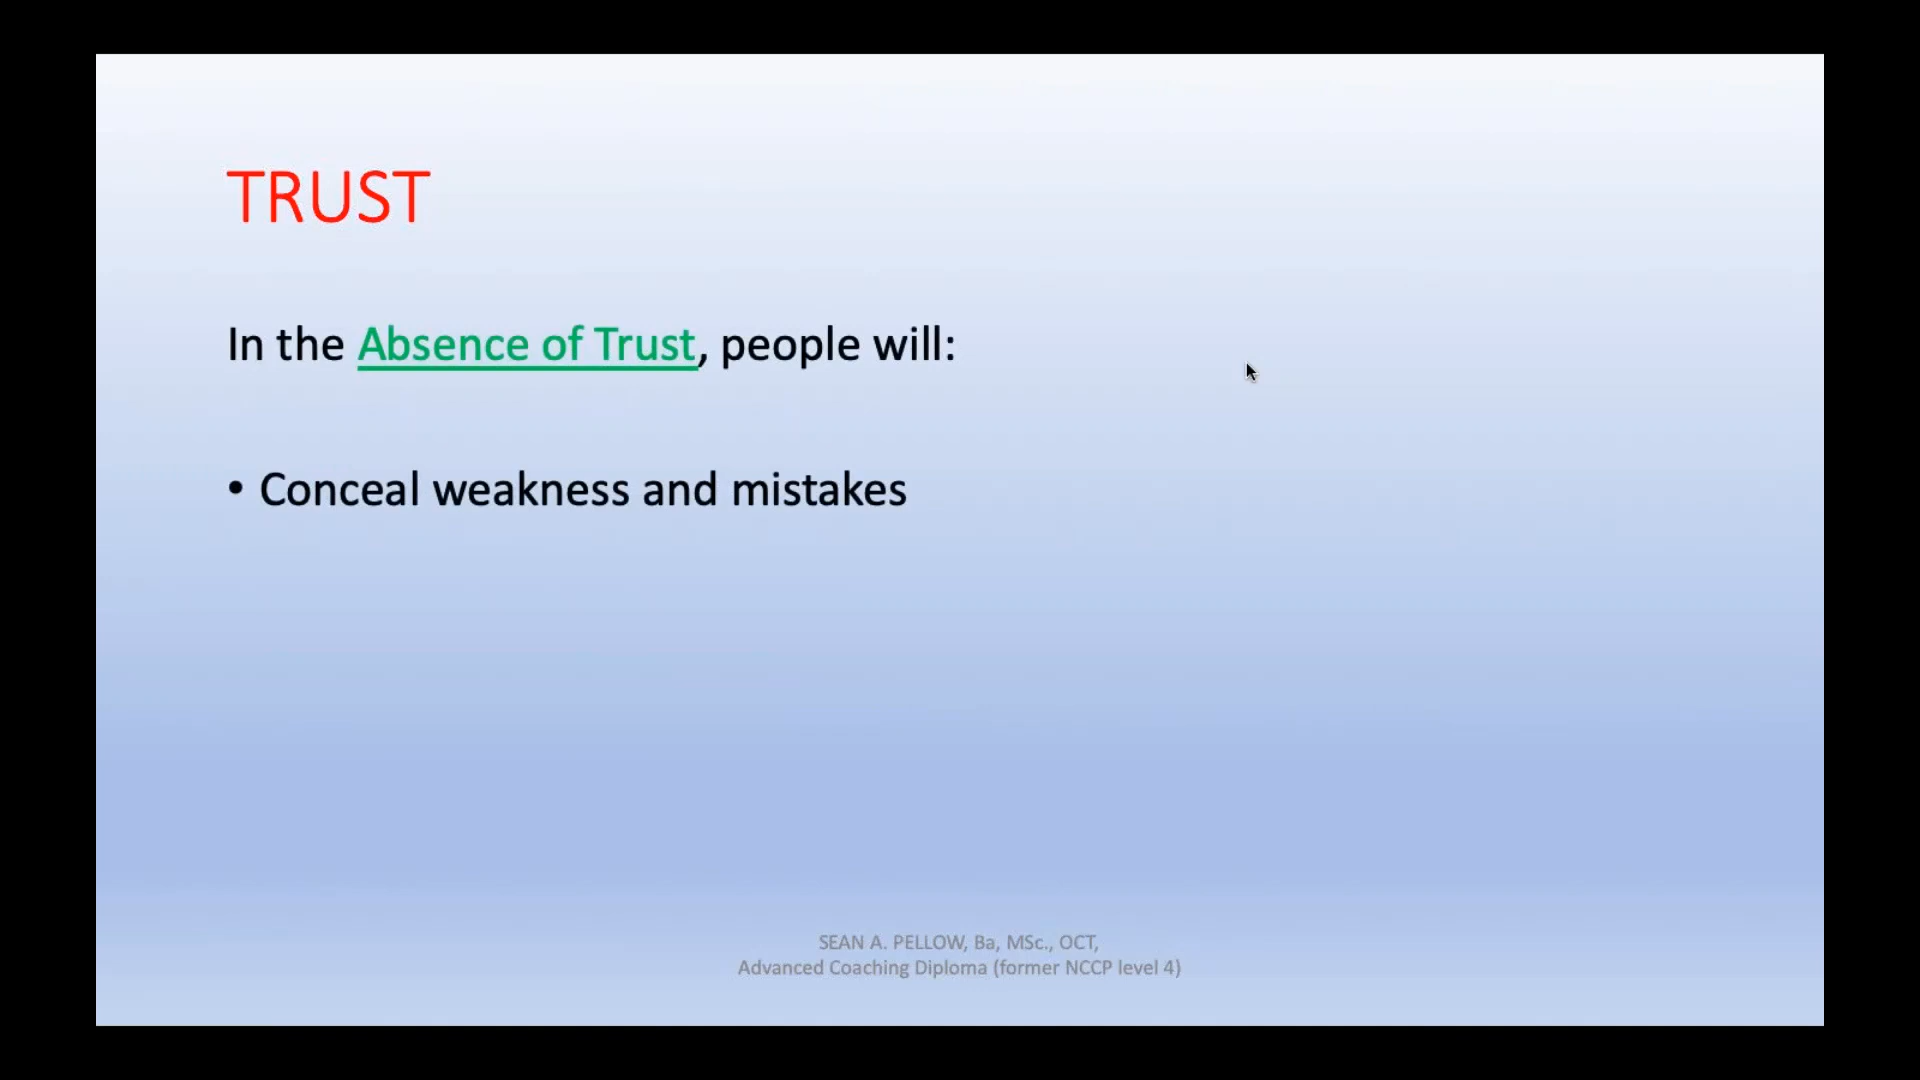 TRUST
In the Absence of Trust, people will:
• Conceal weakness and mistakes
SEAN A. PELLOW, Ba, MSc., OCT,
Advanced Coaching Diploma (former NCCP level 4)